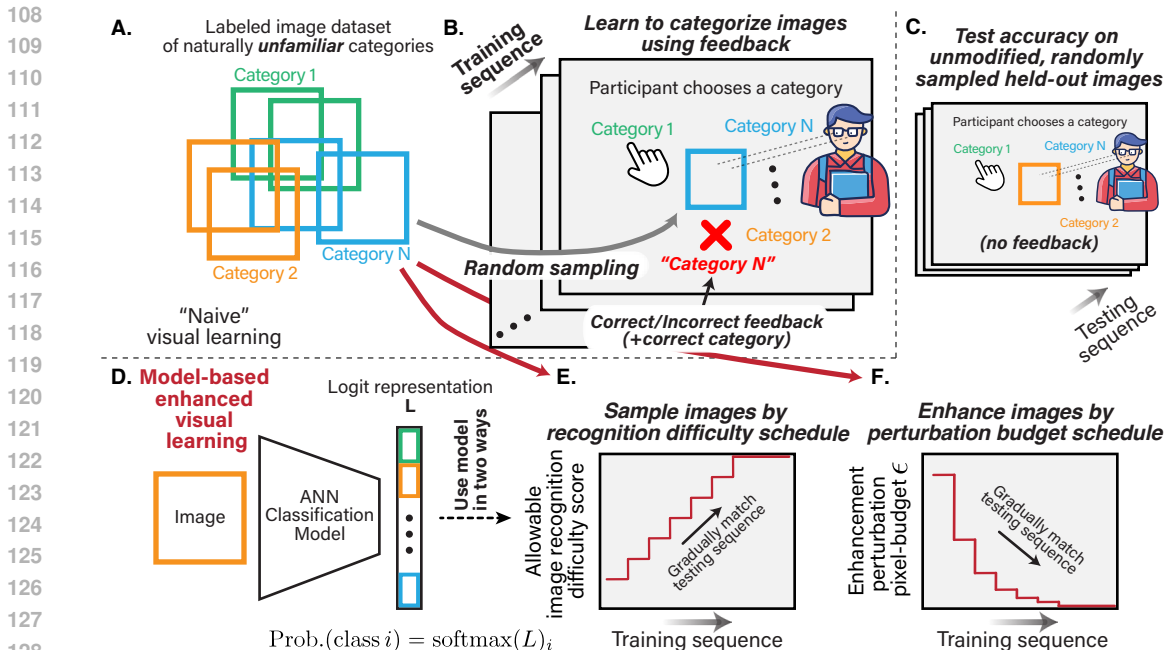 108
109
110
111
112
113
114
115
116
117
118
119
120
121
122
123
124
125
126
127
A.
Labeled image dataset
of naturally unfamiliar categories
Category 1
Category 2
Category N
"Naive"
visual learning
B.
Learn to categorize images
using feedback
Training
sequence
Participant chooses a category
Category 1
Category N
Category 2
"Category N"
Random sampling
Correct/Incorrect feedback
(+correct category)
C.
Test accuracy on
unmodified, randomly
sampled held-out images
Participant chooses a category
Category 1
Category N
Category 2
(no feedback)
Testing
sequence
D.
Model-based
enhanced
visual
learning
Logit representation
L
Image
ANN
Classification
Model
Use model
in two ways
Prob.(class i) = softmax(L)i
E.
Sample images by
recognition difficulty schedule
Allowable
image recognition
difficulty score
Gradually match
testing sequence
Training sequence
F.
Enhance images by
perturbation budget schedule
Enhancement
perturbation
pixel-budget ϵ
Gradually match
testing sequence
Training sequence